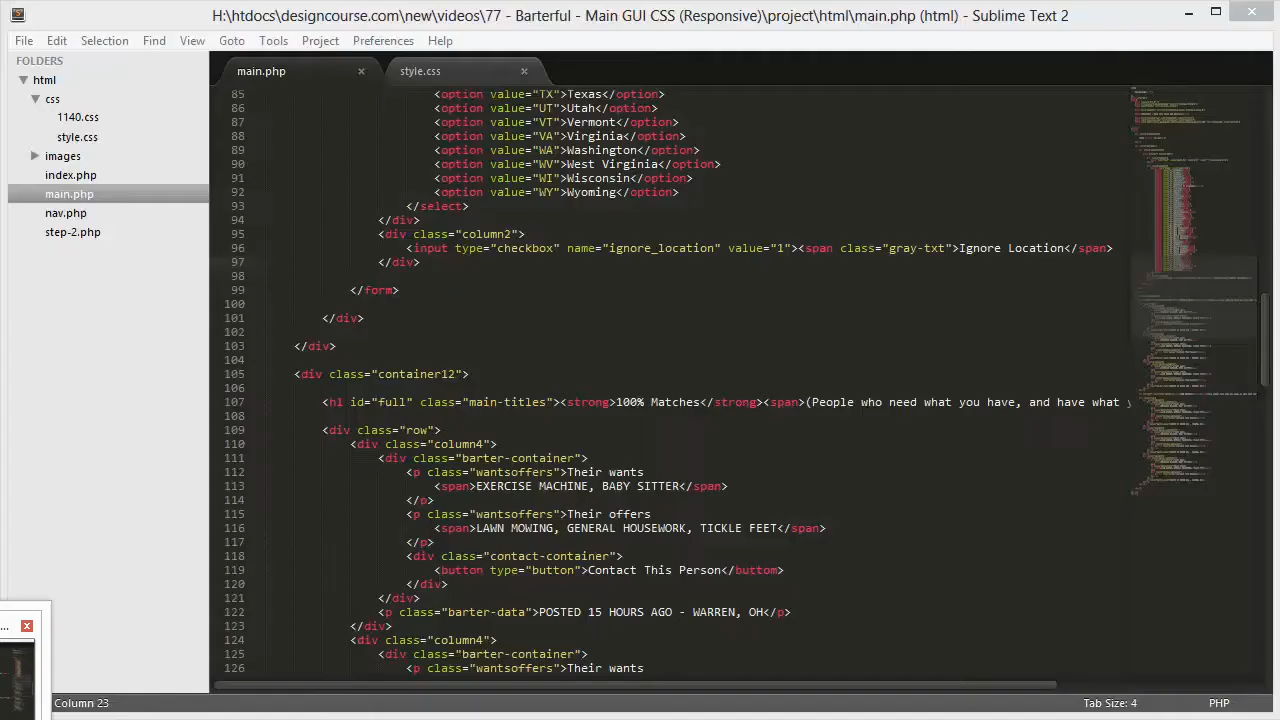 H:\htdocs\designcourse.com\new\videos\77 - Barterful - Main GUI CSS (Responsive)\project\html\main.php (html) - Sublime Text 2
File Edit Selection Find View Goto Tools Project Preferences Help
FOLDERS
html
css
1140.css
style.css
images
index.php
main.php
nav.php
step-2.php
main.php
style.css
85 <option value="TX">Texas</option>
86 <option value="UT">Utah</option>
87 <option value="VT">Vermont</option>
88 <option value="VA">Virginia</option>
89 <option value="WA">Washington</option>
90 <option value="WV">West Virginia</option>
91 <option value="WI">Wisconsin</option>
92 <option value="WY">Wyoming</option>
93 </select>
94 </div>
95 <div class="column2">
96 <input type="checkbox" name="ignore_location" value="1"><span class="gray-txt">Ignore Location</span>
97 </div>
98
99 </form>
100
101 </div>
102
103 </div>
104
105 <div class="container12">
106
107 <h1 id="full" class="main-titles"><strong>100% Matches</strong><span>(People who need what you have, and have what
108
109 <div class="row">
110 <div class="column4">
111 <div class="barter-container">
112 <p class="wantsoffers">Their wants
113 <span>EXERCISE MACHINE, BABY SITTER</span>
114 </p>
115 <p class="wantsoffers">Their offers
116 <span>LAWN MOWING, GENERAL HOUSEWORK, TICKLE FEET</span>
117 </p>
118 <div class="contact-container">
119 <button type="button">Contact This Person</button>
120 </div>
121 </div>
122 <p class="barter-data">POSTED 15 HOURS AGO - WARREN, OH</p>
123 </div>
124 <div class="column4">
125 <div class="barter-container">
126 <p class="wantsoffers">Their wants
...
Column 23
Tab Size: 4
PHP